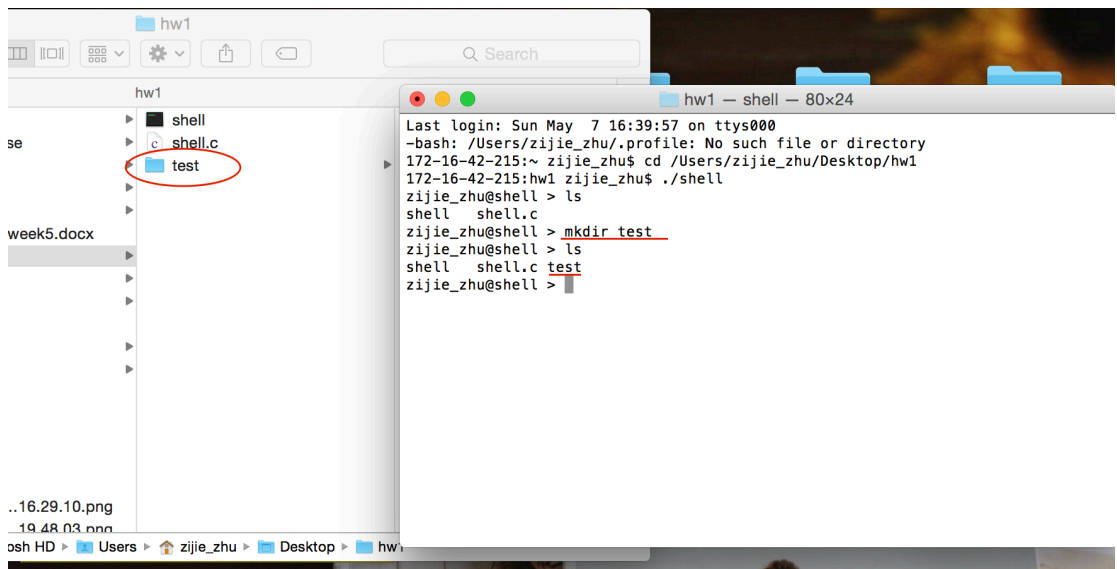 hw1
Search
hw1
shell
se
shell.c
test
week5.docx
..16.29.10.png
19.48.03.png
osh HD ▸ Users ▸ zijie_zhu ▸ Desktop ▸ hw1
hw1 — shell — 80×24
Last login: Sun May  7 16:39:57 on ttys000
-bash: /Users/zijie_zhu/.profile: No such file or directory
172-16-42-215:~ zijie_zhu$ cd /Users/zijie_zhu/Desktop/hw1
172-16-42-215:hw1 zijie_zhu$ ./shell
zijie_zhu@shell > ls
shell   shell.c
zijie_zhu@shell > mkdir test
zijie_zhu@shell > ls
shell   shell.c test
zijie_zhu@shell >